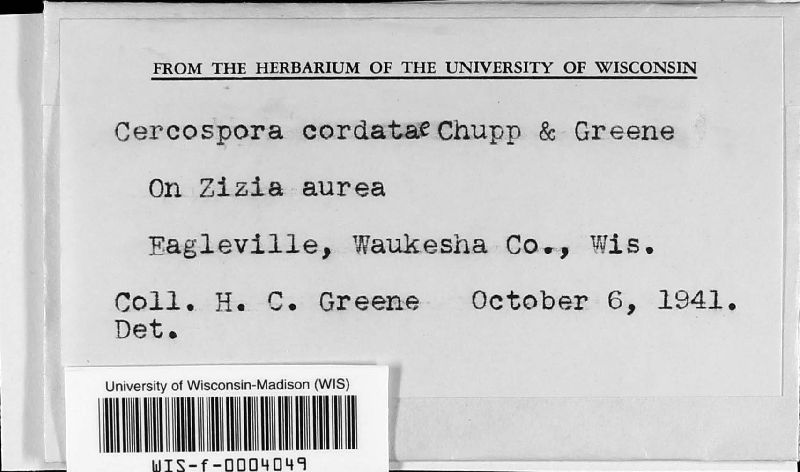 FROM THE HERBARIUM OF THE UNIVERSITY OF WISCONSIN
Cercospora cordatae Chupp & Greene
On Zizia aurea
Eagleville, Waukesha Co., Wis.
Coll. H. C. Greene October 6, 1941.
Det.
University of Wisconsin-Madison (WIS)
WIS-f-0004049